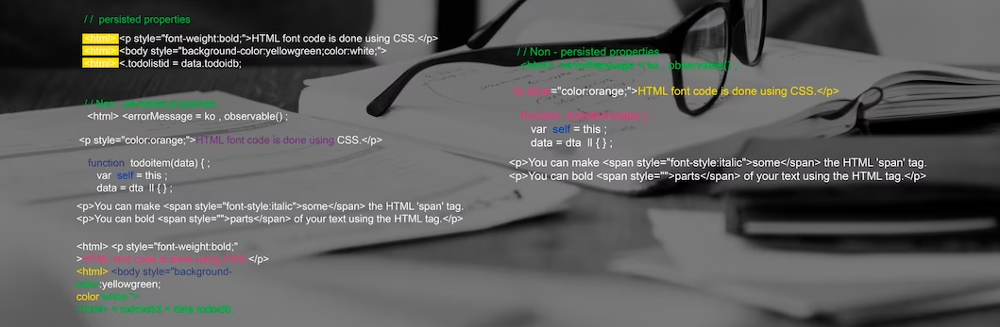 // persisted properties
<html> <p style="font-weight:bold;">HTML font code is done using CSS.</p>
<html> <body style="background-color:yellowgreen;color:white;">
<html> <.todolistid = data.todoidb;
// Non - persisted properties
<html> <errorMessage = ko , observable() ;
<p style="color:orange;">HTML font code is done using CSS.</p>
function todoitem(data) { ;
var self = this ;
data = dta II { } ;
<p>You can make <span style="font-style:italic">some</span> the HTML 'span' tag.
<p>You can bold <span style="">parts</span> of your text using the HTML tag.</p>
<html> <p style="font-weight:bold;"
>HTML font code is done using CSS.</p>
<html> <body style="background-
color:yellowgreen;
color:white;">
<html> < todolistid = data.todoidb
// Non - persisted properties
<html> <errorMessage = ko , observable() ;
<p style="color:orange;">HTML font code is done using CSS.</p>
function todoitem(data) { ;
var self = this ;
data = dta II { } ;
<p>You can make <span style="font-style:italic">some</span> the HTML 'span' tag.
<p>You can bold <span style="">parts</span> of your text using the HTML tag.</p>